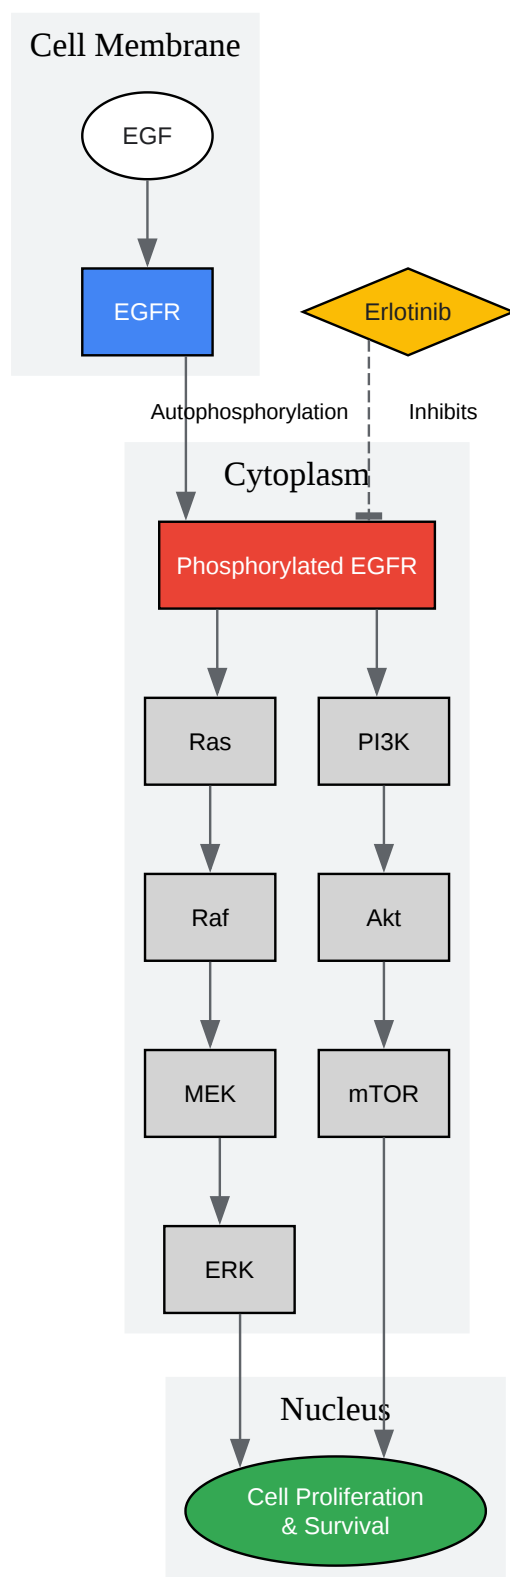 Cell Membrane
EGF
EGFR
Erlotinib
Autophosphorylation
Inhibits
Cytoplasm
Phosphorylated EGFR
Ras
PI3K
Raf
Akt
MEK
mTOR
ERK
Nucleus
Cell Proliferation
& Survival